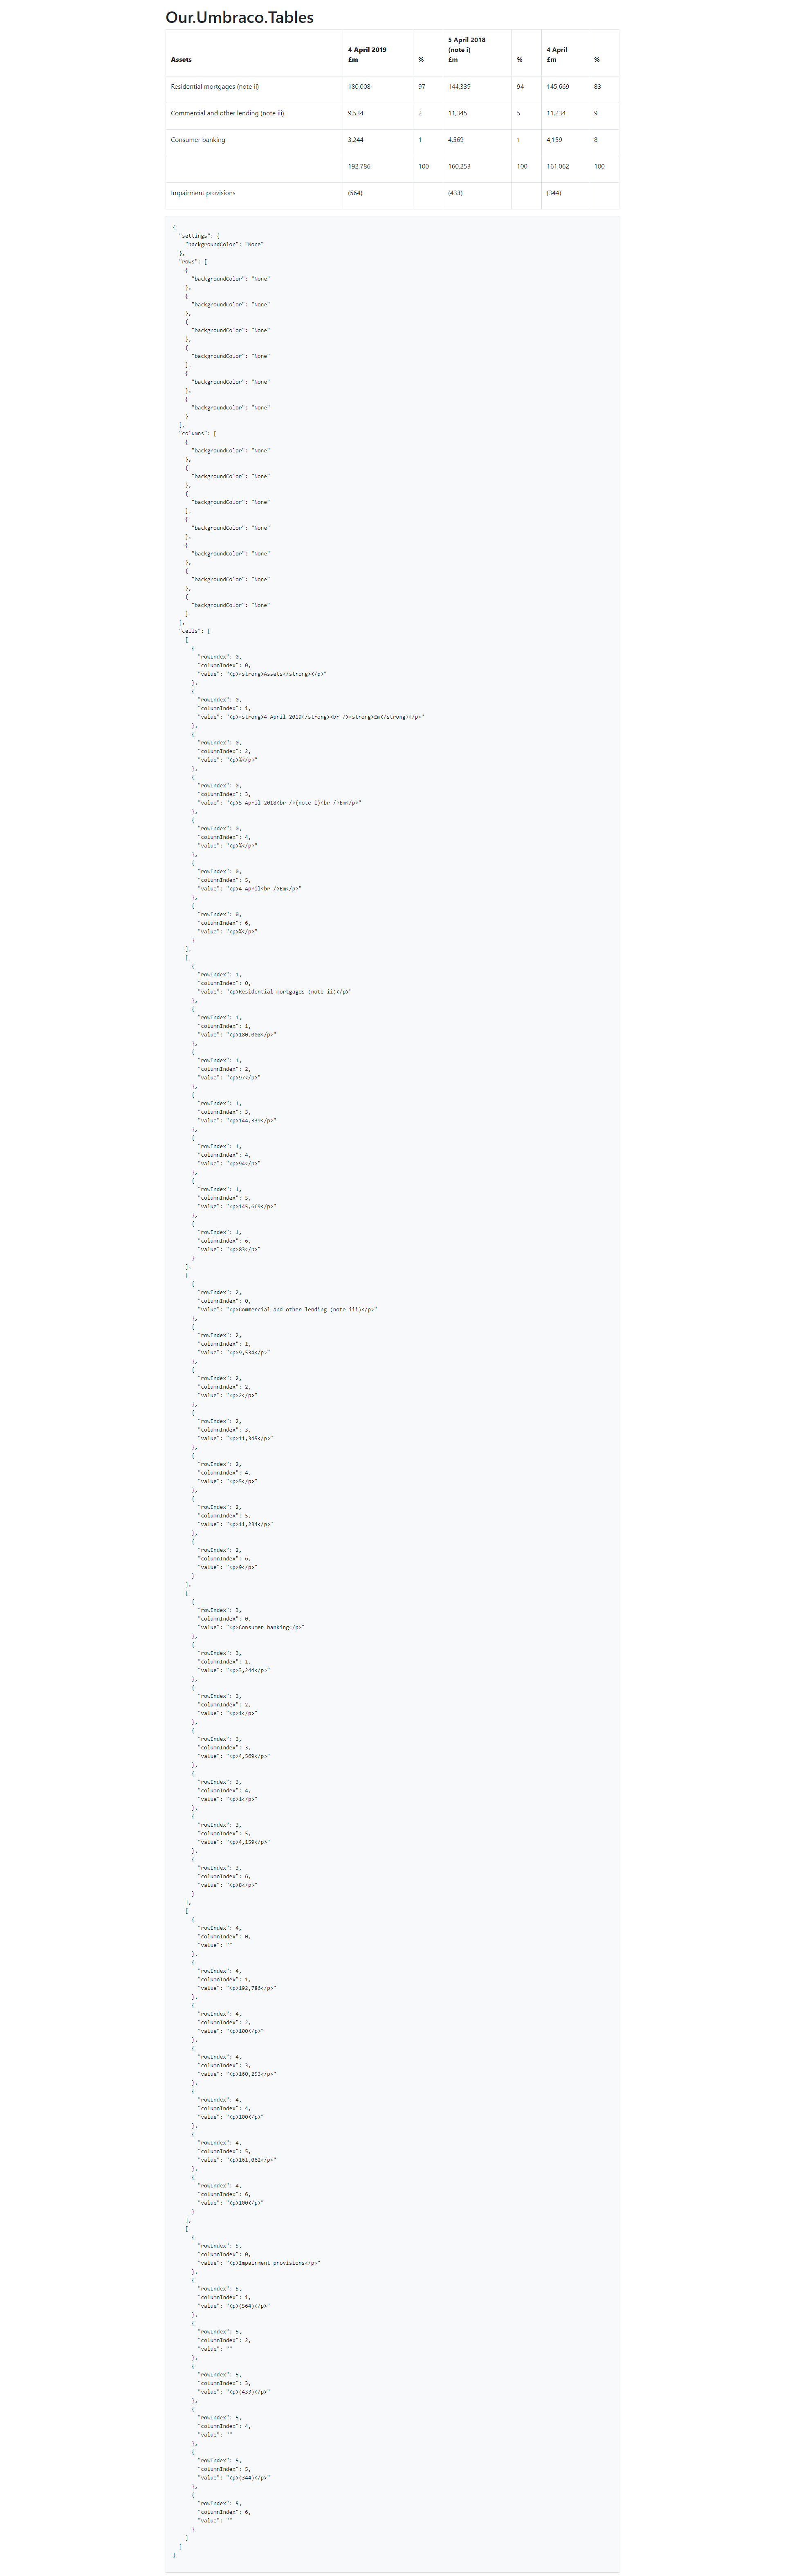 Our.Umbraco.Tables
Assets 4 April 2019 £m % 5 April 2018 (note i) £m % 4 April £m %
Residential mortgages (note ii) 180,008 97 144,339 94 145,669 83
Commercial and other lending (note iii) 9,534 2 11,345 5 11,234 9
Consumer banking 3,244 1 4,569 1 4,159 8
192,786 100 160,253 100 161,062 100
Impairment provisions (564) (433) (344)
{
"settings": {
"backgroundColor": "None"
},
"rows": [
{
"backgroundColor": "None"
},
{
"backgroundColor": "None"
},
{
"backgroundColor": "None"
},
{
"backgroundColor": "None"
},
{
"backgroundColor": "None"
},
{
"backgroundColor": "None"
}
],
"columns": [
{
"backgroundColor": "None"
},
{
"backgroundColor": "None"
},
{
"backgroundColor": "None"
},
{
"backgroundColor": "None"
},
{
"backgroundColor": "None"
},
{
"backgroundColor": "None"
},
{
"backgroundColor": "None"
}
],
"cells": [
[
{
"rowIndex": 0,
"columnIndex": 0,
"value": "<p><strong>Assets</strong></p>"
},
{
"rowIndex": 0,
"columnIndex": 1,
"value": "<p><strong>4 April 2019</strong><br /><strong>£m</strong></p>"
},
{
"rowIndex": 0,
"columnIndex": 2,
"value": "<p>%</p>"
},
{
"rowIndex": 0,
"columnIndex": 3,
"value": "<p>5 April 2018<br />(note i)<br />£m</p>"
},
{
"rowIndex": 0,
"columnIndex": 4,
"value": "<p>%</p>"
},
{
"rowIndex": 0,
"columnIndex": 5,
"value": "<p>4 April<br />£m</p>"
},
{
"rowIndex": 0,
"columnIndex": 6,
"value": "<p>%</p>"
}
],
[
{
"rowIndex": 1,
"columnIndex": 0,
"value": "<p>Residential mortgages (note ii)</p>"
},
{
"rowIndex": 1,
"columnIndex": 1,
"value": "<p>180,008</p>"
},
{
"rowIndex": 1,
"columnIndex": 2,
"value": "<p>97</p>"
},
{
"rowIndex": 1,
"columnIndex": 3,
"value": "<p>144,339</p>"
},
{
"rowIndex": 1,
"columnIndex": 4,
"value": "<p>94</p>"
},
{
"rowIndex": 1,
"columnIndex": 5,
"value": "<p>145,669</p>"
},
{
"rowIndex": 1,
"columnIndex": 6,
"value": "<p>83</p>"
}
],
[
{
"rowIndex": 2,
"columnIndex": 0,
"value": "<p>Commercial and other lending (note iii)</p>"
},
{
"rowIndex": 2,
"columnIndex": 1,
"value": "<p>9,534</p>"
},
{
"rowIndex": 2,
"columnIndex": 2,
"value": "<p>2</p>"
},
{
"rowIndex": 2,
"columnIndex": 3,
"value": "<p>11,345</p>"
},
{
"rowIndex": 2,
"columnIndex": 4,
"value": "<p>5</p>"
},
{
"rowIndex": 2,
"columnIndex": 5,
"value": "<p>11,234</p>"
},
{
"rowIndex": 2,
"columnIndex": 6,
"value": "<p>9</p>"
}
],
[
{
"rowIndex": 3,
"columnIndex": 0,
"value": "<p>Consumer banking</p>"
},
{
"rowIndex": 3,
"columnIndex": 1,
"value": "<p>3,244</p>"
},
{
"rowIndex": 3,
"columnIndex": 2,
"value": "<p>1</p>"
},
{
"rowIndex": 3,
"columnIndex": 3,
"value": "<p>4,569</p>"
},
{
"rowIndex": 3,
"columnIndex": 4,
"value": "<p>1</p>"
},
{
"rowIndex": 3,
"columnIndex": 5,
"value": "<p>4,159</p>"
},
{
"rowIndex": 3,
"columnIndex": 6,
"value": "<p>8</p>"
}
],
[
{
"rowIndex": 4,
"columnIndex": 0,
"value": ""
},
{
"rowIndex": 4,
"columnIndex": 1,
"value": "<p>192,786</p>"
},
{
"rowIndex": 4,
"columnIndex": 2,
"value": "<p>100</p>"
},
{
"rowIndex": 4,
"columnIndex": 3,
"value": "<p>160,253</p>"
},
{
"rowIndex": 4,
"columnIndex": 4,
"value": "<p>100</p>"
},
{
"rowIndex": 4,
"columnIndex": 5,
"value": "<p>161,062</p>"
},
{
"rowIndex": 4,
"columnIndex": 6,
"value": "<p>100</p>"
}
],
[
{
"rowIndex": 5,
"columnIndex": 0,
"value": "<p>Impairment provisions</p>"
},
{
"rowIndex": 5,
"columnIndex": 1,
"value": "<p>(564)</p>"
},
{
"rowIndex": 5,
"columnIndex": 2,
"value": ""
},
{
"rowIndex": 5,
"columnIndex": 3,
"value": "<p>(433)</p>"
},
{
"rowIndex": 5,
"columnIndex": 4,
"value": ""
},
{
"rowIndex": 5,
"columnIndex": 5,
"value": "<p>(344)</p>"
},
{
"rowIndex": 5,
"columnIndex": 6,
"value": ""
}
]
]
}